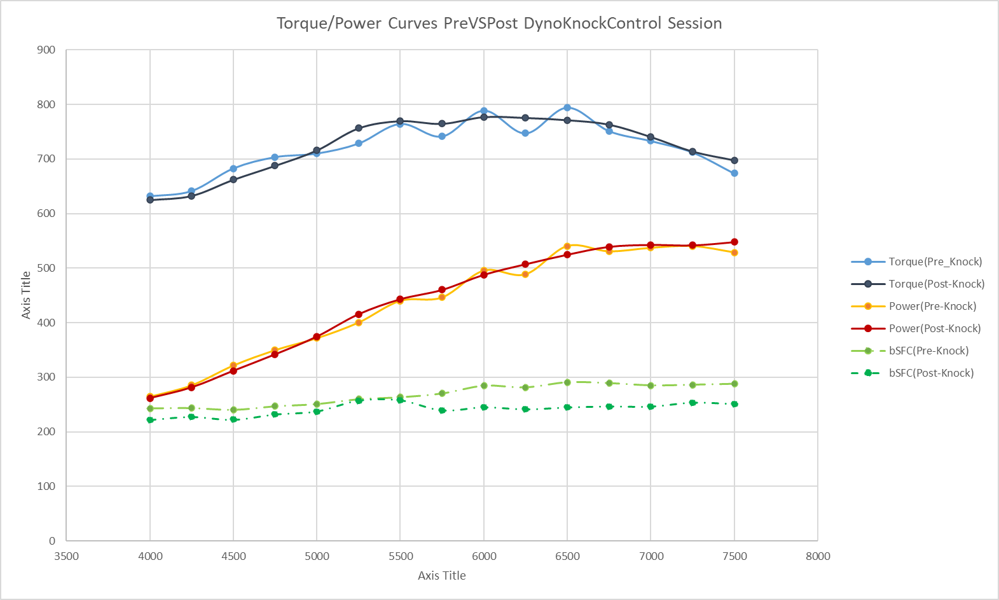 Torque/Power Curves PreVSPost DynoKnockControl Session
900
800
700
600
500
400
300
200
100
0
Axis Title
3500 4000 4500 5000 5500 6000 6500 7000 7500 8000
Axis Title
Torque(Pre_Knock)
Torque(Post-Knock)
Power(Pre-Knock)
Power(Post-Knock)
bSFC(Pre-Knock)
bSFC(Post-Knock)